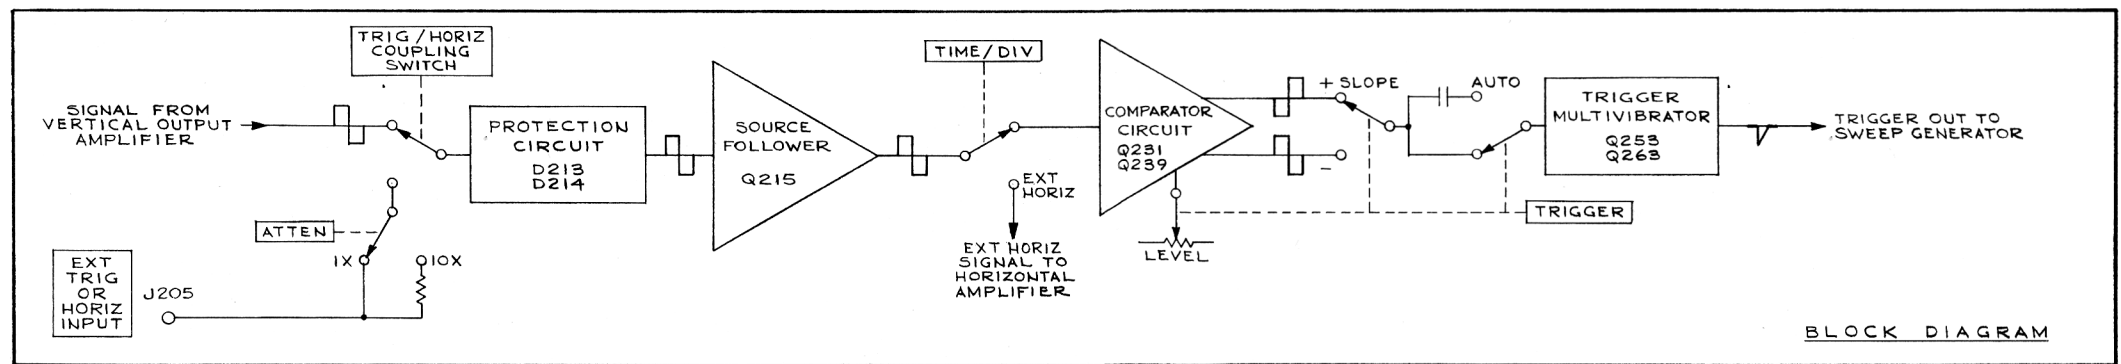 TRIG/HORIZ
COUPLING
SWITCH
SIGNAL FROM
VERTICAL OUTPUT
AMPLIFIER
PROTECTION
CIRCUIT
D213
D214
SOURCE
FOLLOWER
Q215
TIME/DIV
EXT
HORIZ
EXT HORIZ
SIGNAL TO
HORIZONTAL
AMPLIFIER
COMPARATOR
CIRCUIT
Q231
Q239
LEVEL
+ SLOPE
-
AUTO
TRIGGER
MULTIVIBRATOR
Q253
Q263
TRIGGER OUT TO
SWEEP GENERATOR
TRIGGER
ATTEN
1X
10X
EXT
TRIG
OR
HORIZ
INPUT
J205
BLOCK DIAGRAM